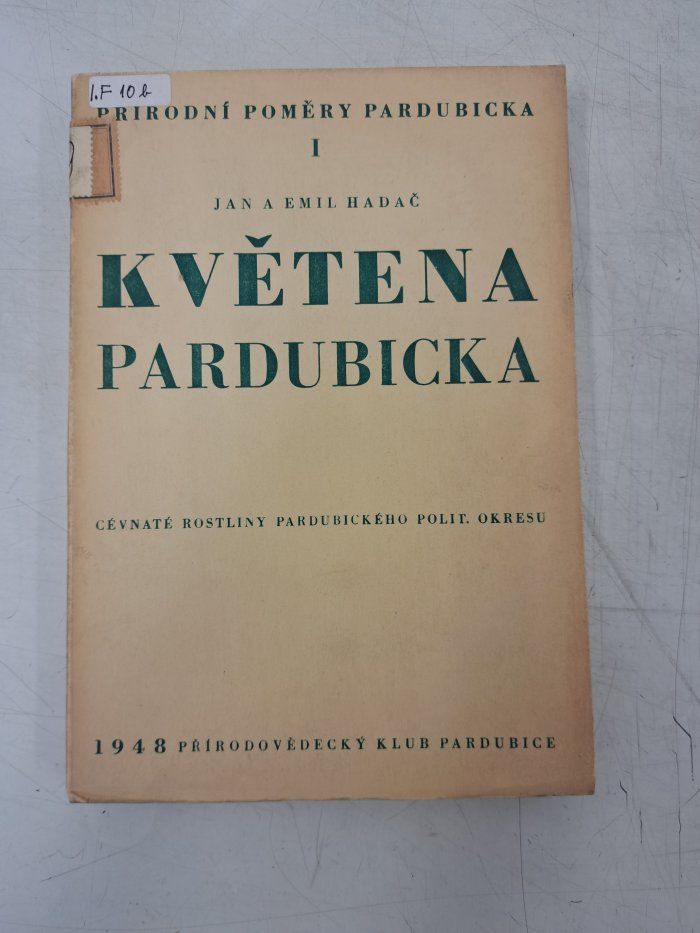 I.F 10 b
PŘÍRODNÍ POMĚRY PARDUBICKA
I
JAN A EMIL HADAČ
KVĚTENA
PARDUBICKA
CÉVNATÉ ROSTLINY PARDUBICKÉHO POLIT. OKRESU
1948 PŘÍRODOVĚDECKÝ KLUB PARDUBICE